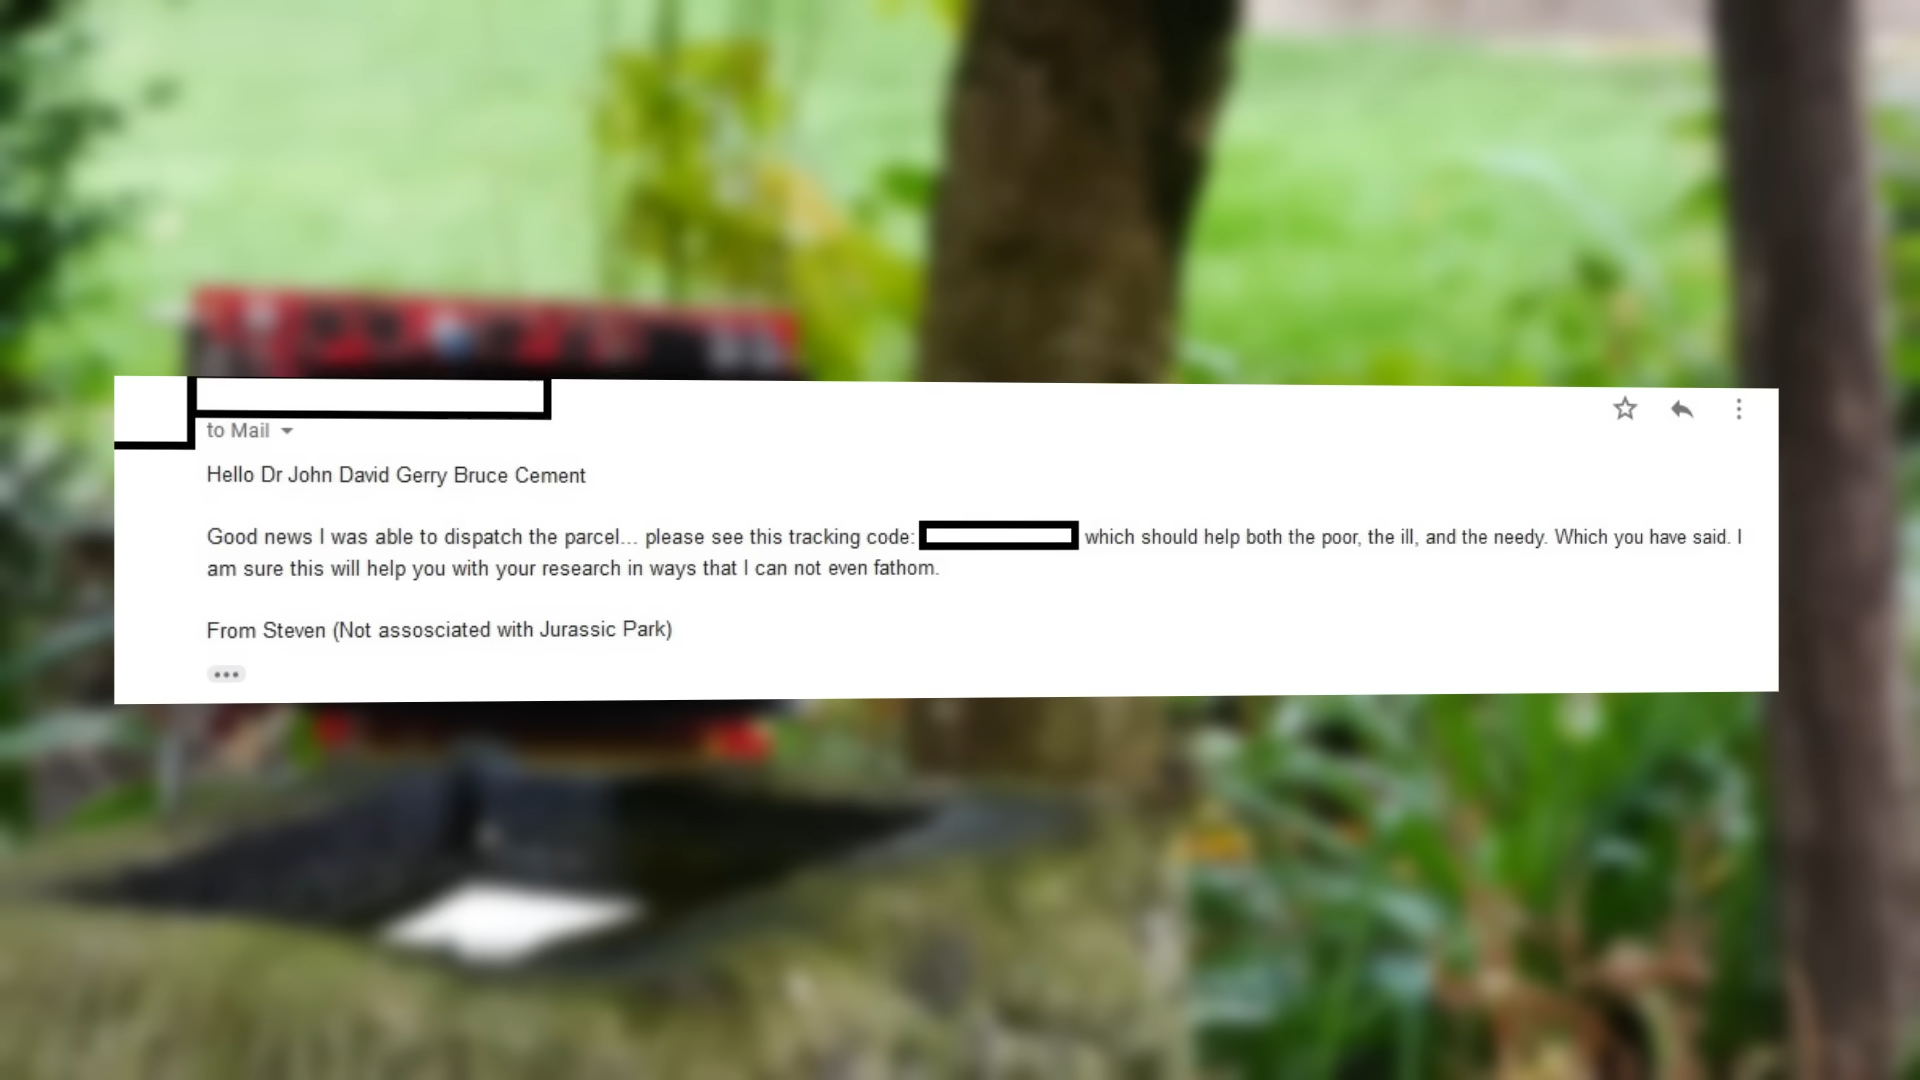 to Mail
Hello Dr John David Gerry Bruce Cement
Good news I was able to dispatch the parcel... please see this tracking code: which should help both the poor, the ill, and the needy. Which you have said. I
am sure this will help you with your research in ways that I can not even fathom.
From Steven (Not assosciated with Jurassic Park)